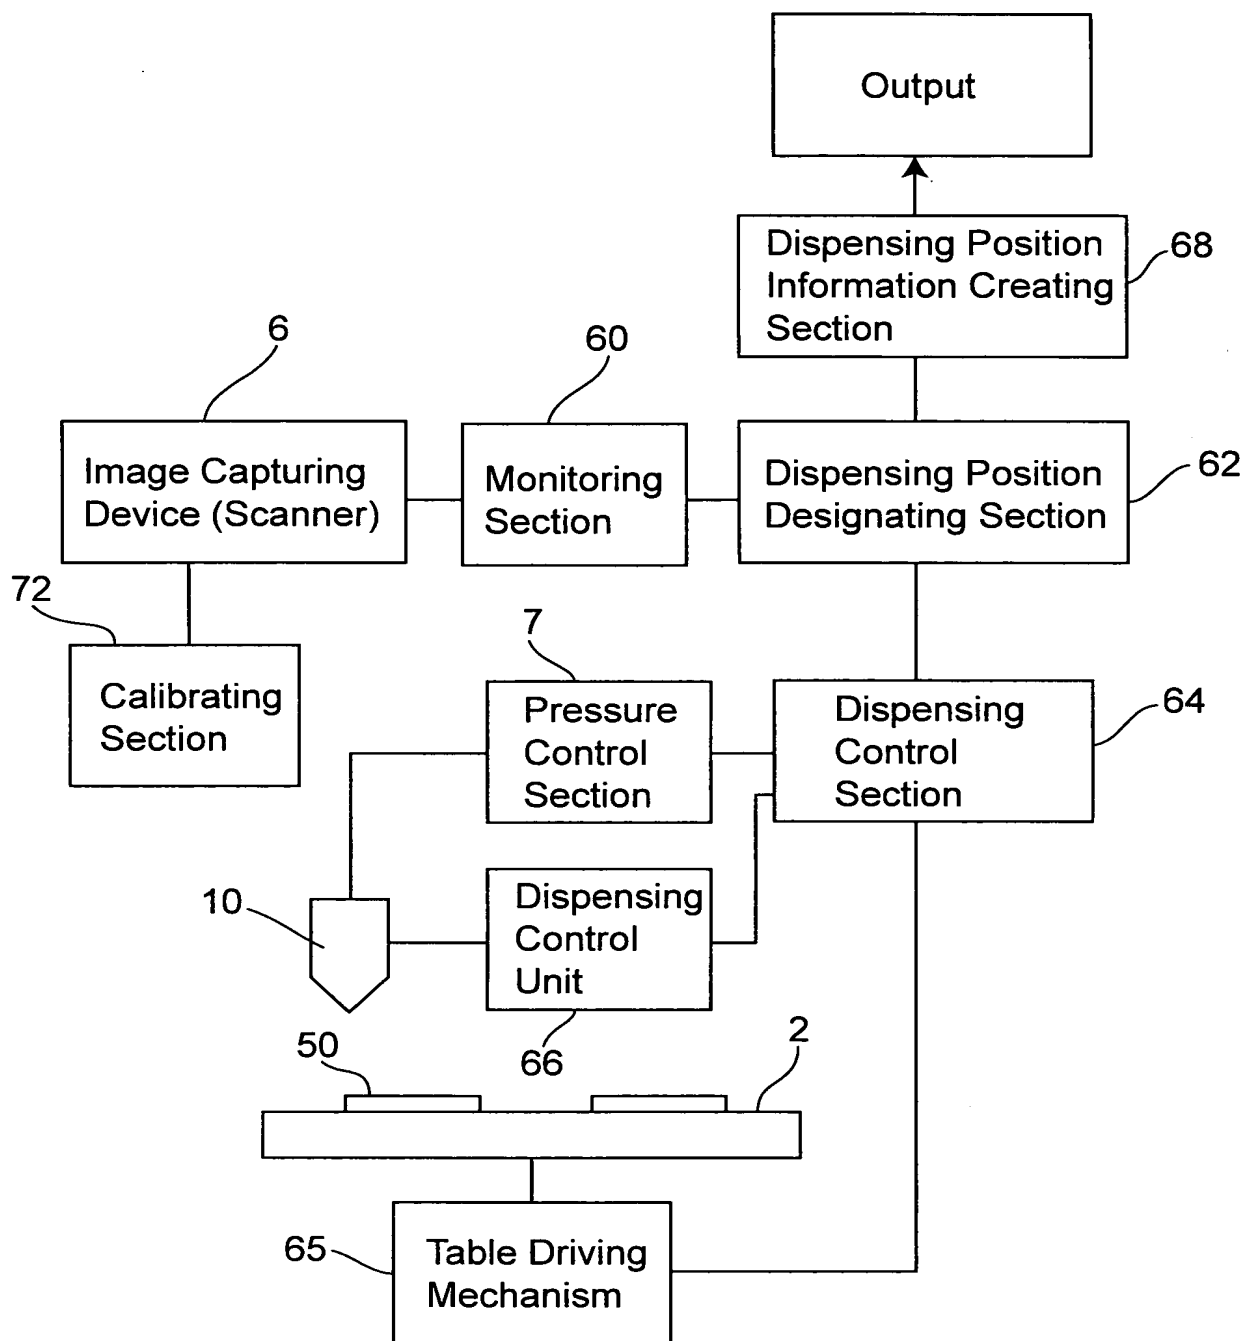 Output
Dispensing Position
Information Creating
Section
68
6
60
Image Capturing
Device (Scanner)
Monitoring
Section
Dispensing Position
Designating Section
62
72
Calibrating
Section
7
Pressure
Control
Section
Dispensing
Control
Section
64
10
Dispensing
Control
Unit
66
50
2
65
Table Driving
Mechanism